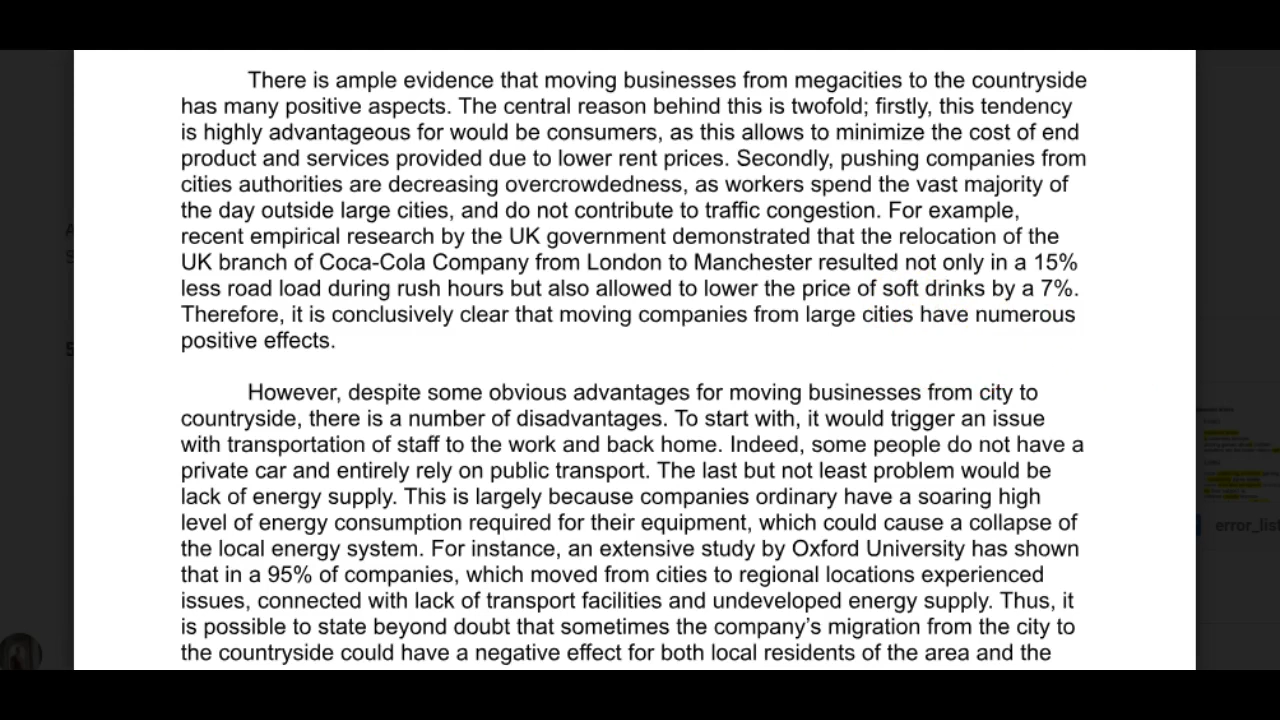 There is ample evidence that moving businesses from megacities to the countryside
has many positive aspects. The central reason behind this is twofold; firstly, this tendency
is highly advantageous for would be consumers, as this allows to minimize the cost of end
product and services provided due to lower rent prices. Secondly, pushing companies from
cities authorities are decreasing overcrowdedness, as workers spend the vast majority of
the day outside large cities, and do not contribute to traffic congestion. For example,
recent empirical research by the UK government demonstrated that the relocation of the
UK branch of Coca-Cola Company from London to Manchester resulted not only in a 15%
less road load during rush hours but also allowed to lower the price of soft drinks by a 7%.
Therefore, it is conclusively clear that moving companies from large cities have numerous
positive effects.
However, despite some obvious advantages for moving businesses from city to
countryside, there is a number of disadvantages. To start with, it would trigger an issue
with transportation of staff to the work and back home. Indeed, some people do not have a
private car and entirely rely on public transport. The last but not least problem would be
lack of energy supply. This is largely because companies ordinary have a soaring high
level of energy consumption required for their equipment, which could cause a collapse of
the local energy system. For instance, an extensive study by Oxford University has shown
that in a 95% of companies, which moved from cities to regional locations experienced
issues, connected with lack of transport facilities and undeveloped energy supply. Thus, it
is possible to state beyond doubt that sometimes the company's migration from the city to
the countryside could have a negative effect for both local residents of the area and the
error_list